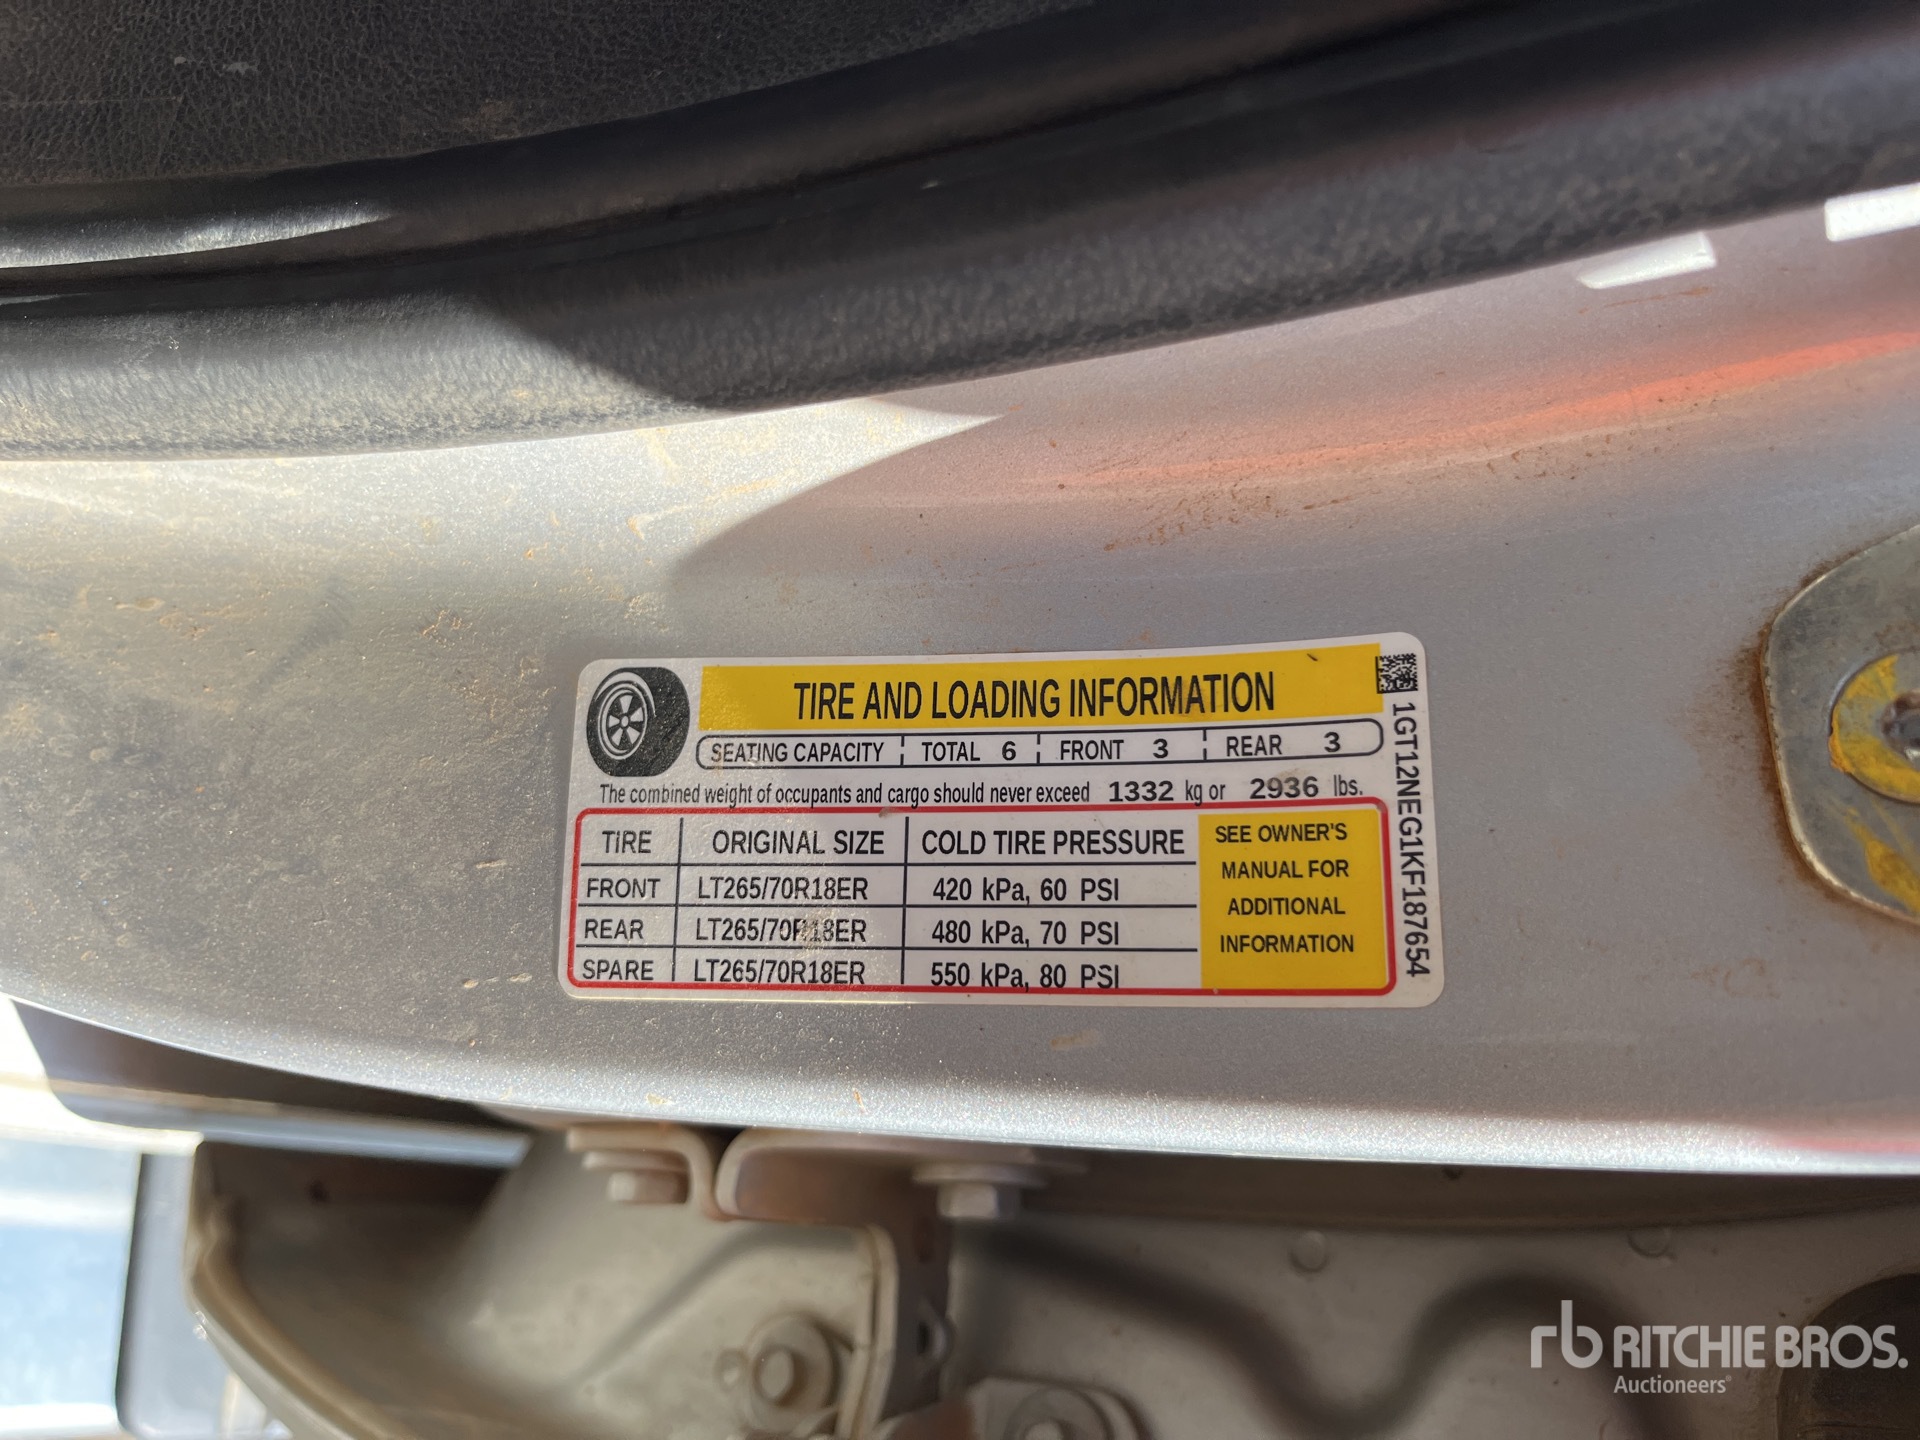 TIRE AND LOADING INFORMATION
SEATING CAPACITY TOTAL 6 FRONT 3 REAR 3
The combined weight of occupants and cargo should never exceed 1332 kg or 2936 lbs.
TIRE ORIGINAL SIZE COLD TIRE PRESSURE
FRONT LT265/70R18ER 420 kPa, 60 PSI
REAR LT265/70R18ER 480 kPa, 70 PSI
SPARE LT265/70R18ER 550 kPa, 80 PSI
SEE OWNER'S
MANUAL FOR
ADDITIONAL
INFORMATION
1GT12NEG1KF187654
rb RITCHIE BROS.
Auctioneers